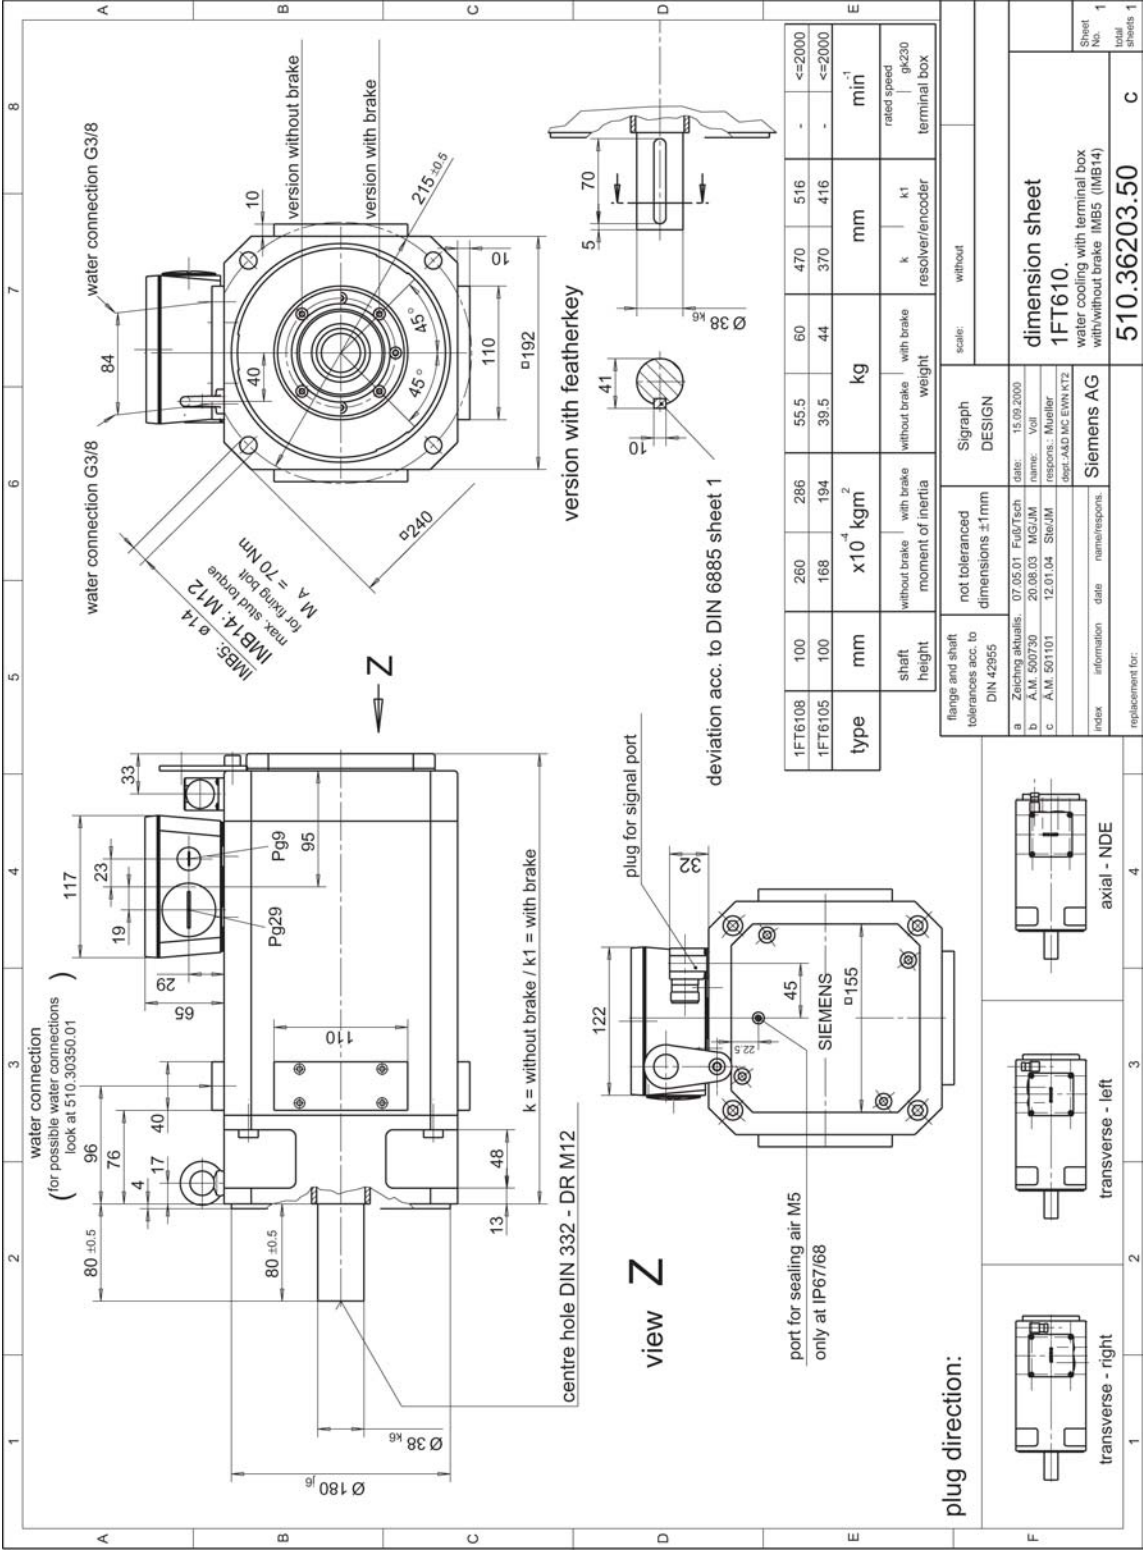 1
2
3
4
5
6
7
8
A
B
C
D
E
F
water connection
(for possible water connections
look at 510.30350.01)
96
76
40
4
17
80 ±0.5
80 ±0.5
13
48
Ø 180 j6
Ø 38 k6
centre hole DIN 332 - DR M12
110
65
29
19
23
117
33
Pg29
Pg9
95
k = without brake / k1 = with brake
Z
water connection G3/8
84
water connection G3/8
10
version without brake
version with brake
215 ±0.5
40
45°
45°
110
10
□192
□240
IMB5: Ø 14
IMB14: M12
max. stud torque
for fixing bolt
M A = 70 Nm
version with featherkey
5
70
Ø 38 k6
41
10
deviation acc. to DIN 6885 sheet 1
view Z
122
plug for signal port
32
45
22.5
SIEMENS
□155
port for sealing air M5
only at IP67/68
1FT6108 100 260 286 55.5 60 470 516 - <=2000
1FT6105 100 168 194 39.5 44 370 416 - <=2000
type mm x10⁻⁴ kgm² kg mm min⁻¹
shaft height
without brake with brake
moment of inertia
without brake with brake
weight
k k1
resolver/encoder
rated speed
gk230
terminal box
plug direction:
transverse - right
transverse - left
axial - NDE
flange and shaft
tolerances acc. to
DIN 42955
not toleranced
dimensions ±1mm
Sigraph
DESIGN
scale: without
a Zeichng aktualis. 07.05.01 Fuß/Tsch
b Ä.M. 500730 20.08.03 MG/JM
c Ä.M. 501101 12.01.04 Ste/JM
index information date name/respons.
replacement for:
date: 15.09.2000
name: Voll
respons.: Mueller
dept.:A&D MC EWN KT2
Siemens AG
dimension sheet
1FT610.
water cooling with terminal box
with/without brake IMB5 (IMB14)
510.36203.50 c
Sheet No. 1
total sheets 1